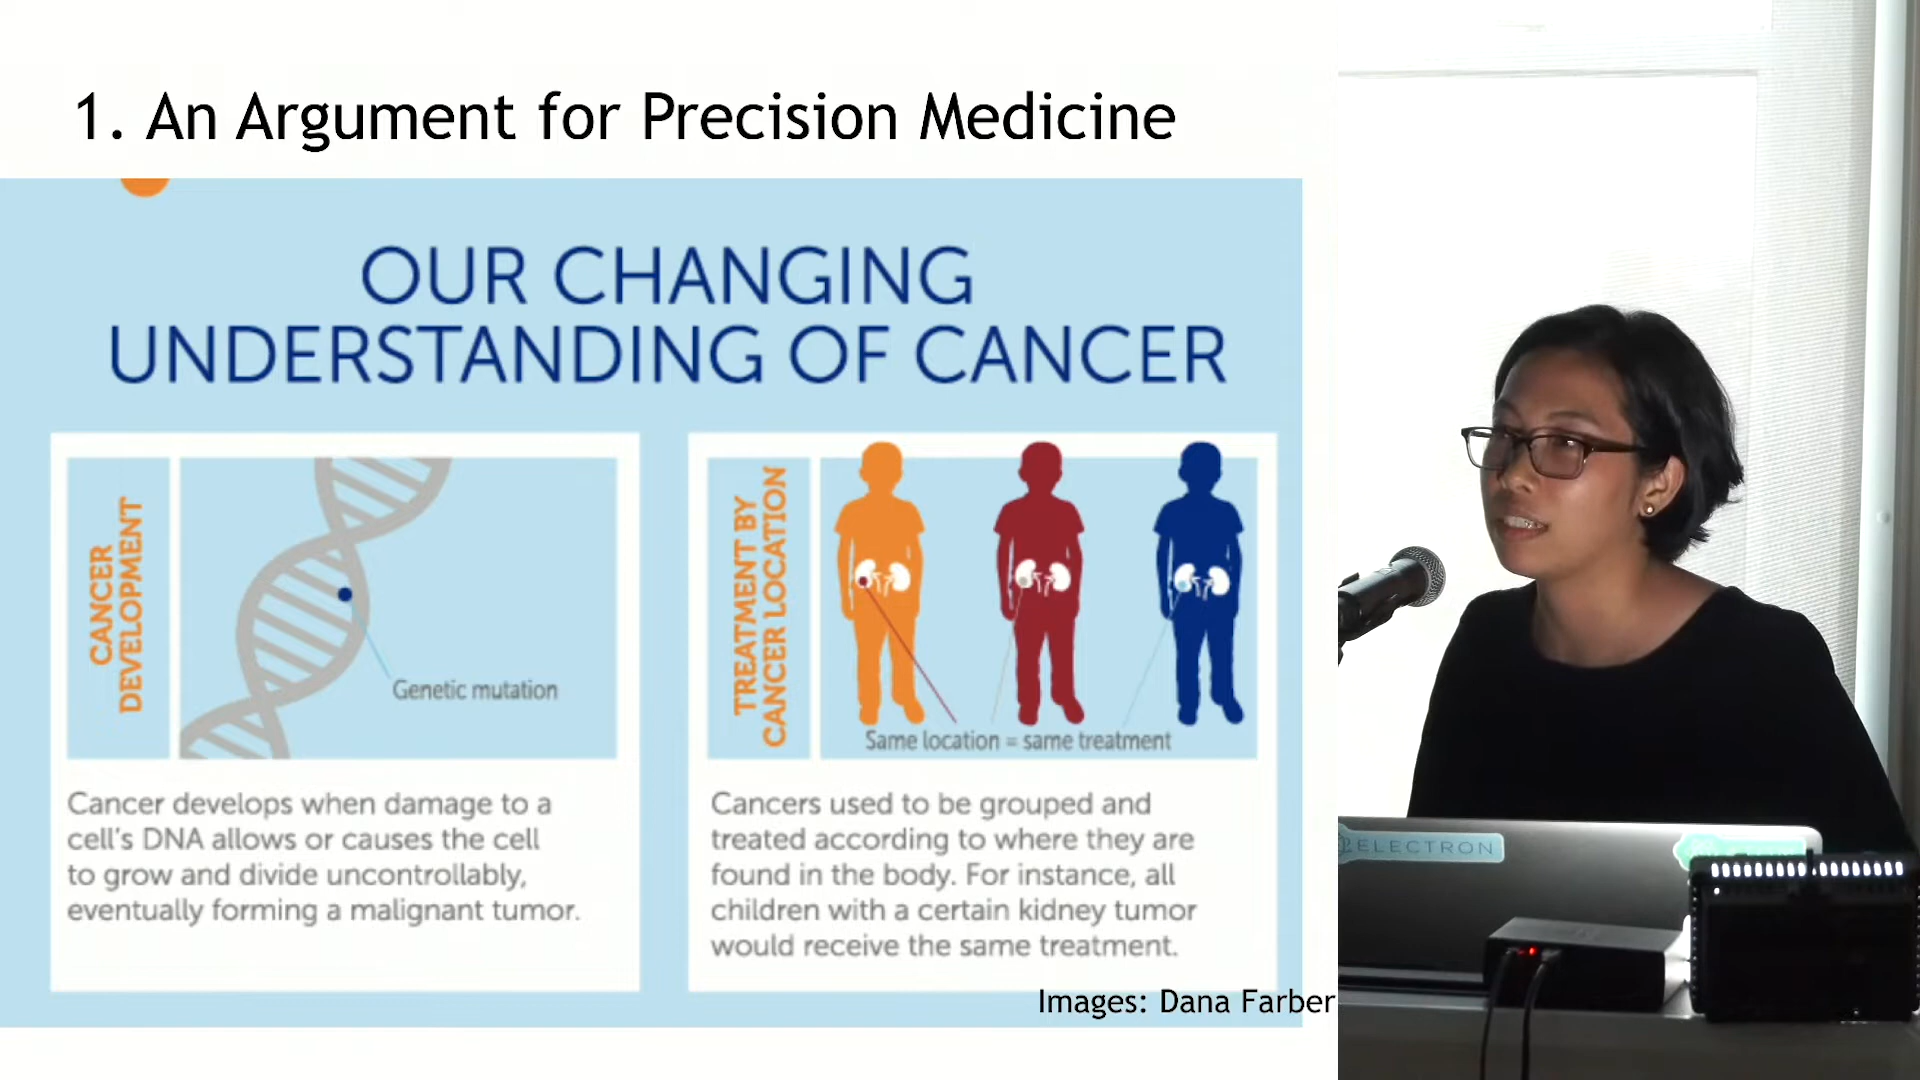 1. An Argument for Precision Medicine
OUR CHANGING
UNDERSTANDING OF CANCER
CANCER
DEVELOPMENT
Genetic mutation
Cancer develops when damage to a
cell's DNA allows or causes the cell
to grow and divide uncontrollably,
eventually forming a malignant tumor.
TREATMENT BY
CANCER LOCATION
Same location = same treatment
Cancers used to be grouped and
treated according to where they are
found in the body. For instance, all
children with a certain kidney tumor
would receive the same treatment.
Images: Dana Farber
ELECTRON